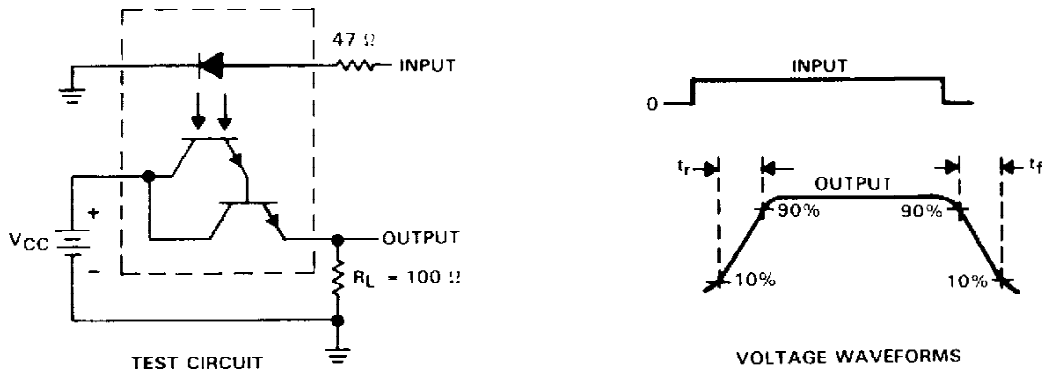 47 Ω
INPUT
+
VCC
−
OUTPUT
RL = 100 Ω
TEST CIRCUIT
INPUT
0
tr
tf
OUTPUT
90%
90%
10%
10%
VOLTAGE WAVEFORMS